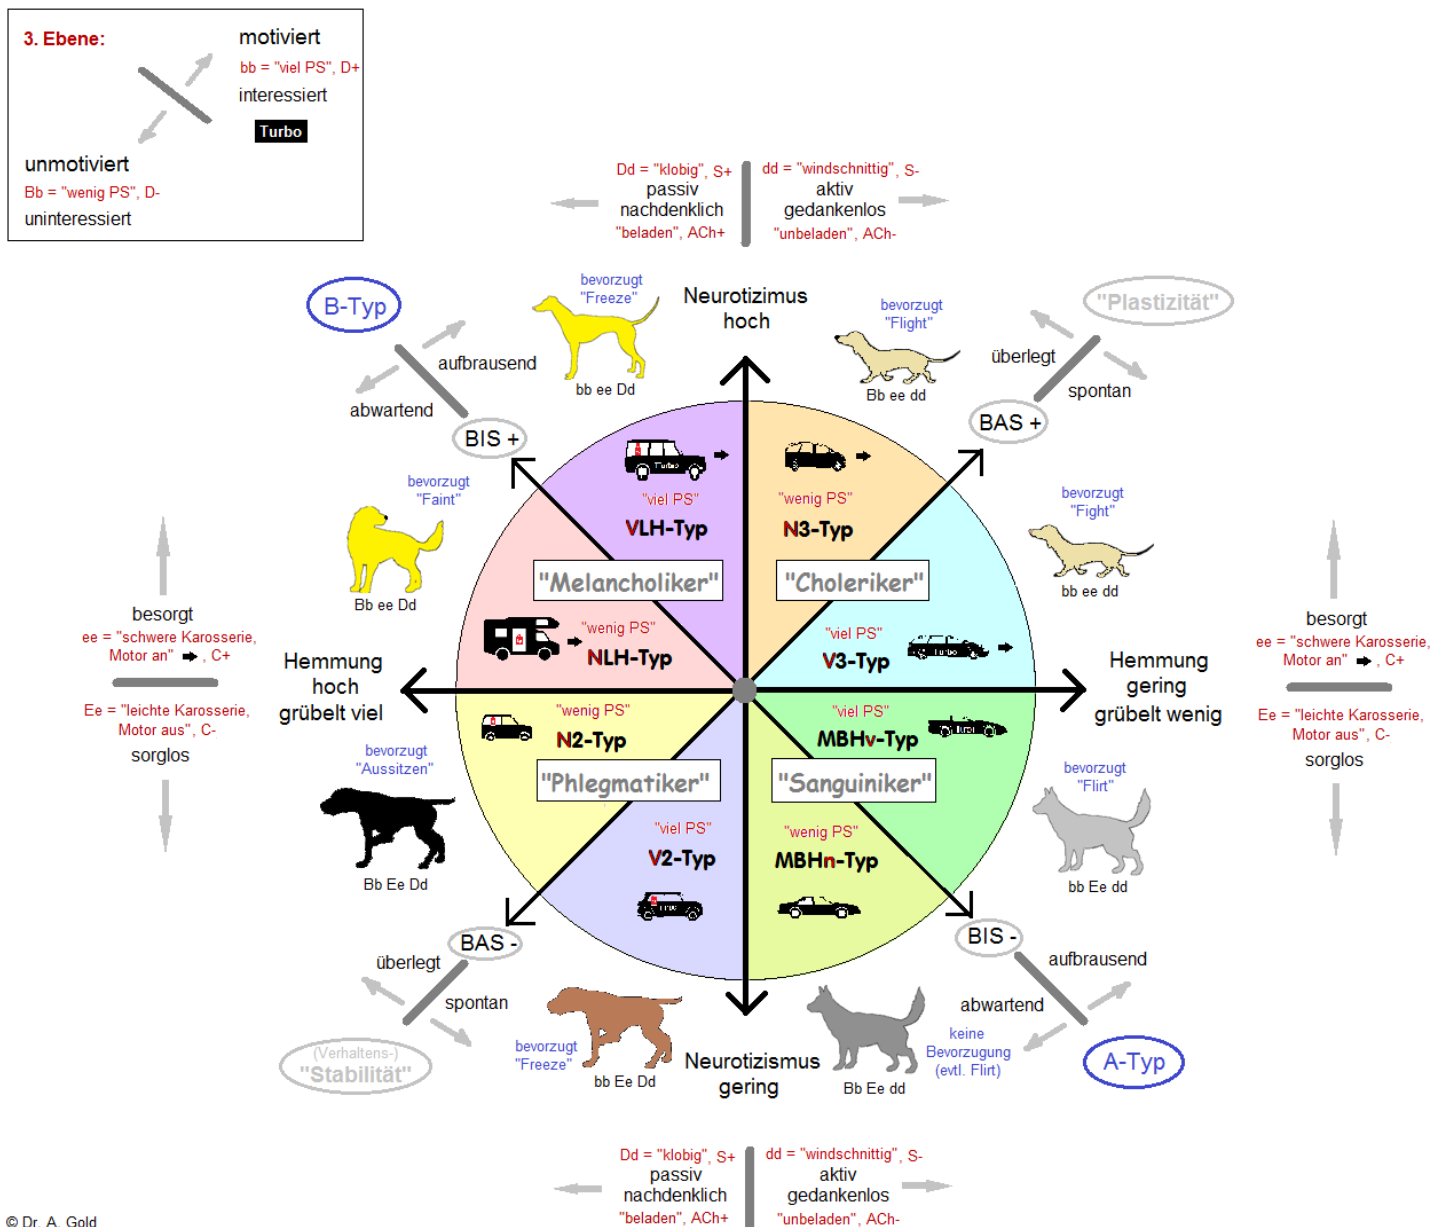 3. Ebene:
motiviert
bb = "viel PS", D+
interessiert
Turbo
unmotiviert
Bb = "wenig PS", D-
uninteressiert
Dd = "klobig", S+
passiv
nachdenklich
"beladen", ACh+
dd = "windschnittig", S-
aktiv
gedankenlos
"unbeladen", ACh-
B-Typ
aufbrausend
abwartend
BIS +
bevorzugt
"Freeze"
bb ee Dd
Neurotizimus
hoch
bevorzugt
"Flight"
Bb ee dd
"Plastizität"
überlegt
spontan
BAS +
bevorzugt
"Faint"
Bb ee Dd
Turbo
"viel PS"
VLH-Typ
"wenig PS"
N3-Typ
bevorzugt
"Fight"
bb ee dd
"Melancholiker"
"Choleriker"
besorgt
ee = "schwere Karosserie,
Motor an" , C+
Ee = "leichte Karosserie,
Motor aus", C-
sorglos
Hemmung
hoch
grübelt viel
"wenig PS"
NLH-Typ
"viel PS"
V3-Typ
Turbo
Hemmung
gering
grübelt wenig
besorgt
ee = "schwere Karosserie,
Motor an" , C+
Ee = "leichte Karosserie,
Motor aus", C-
sorglos
"wenig PS"
N2-Typ
"viel PS"
MBHv-Typ
bevorzugt
"Aussitzen"
Bb Ee Dd
"Phlegmatiker"
"Sanguiniker"
bevorzugt
"Flirt"
bb Ee dd
"viel PS"
V2-Typ
"wenig PS"
MBHn-Typ
BAS -
überlegt
spontan
(Verhaltens-)
"Stabilität"
bevorzugt
"Freeze"
bb Ee Dd
Neurotizismus
gering
Bb Ee dd
keine
Bevorzugung
(evtl. Flirt)
BIS -
aufbrausend
abwartend
A-Typ
Dd = "klobig", S+
passiv
nachdenklich
"beladen", ACh+
dd = "windschnittig", S-
aktiv
gedankenlos
"unbeladen", ACh-
© Dr. A. Gold